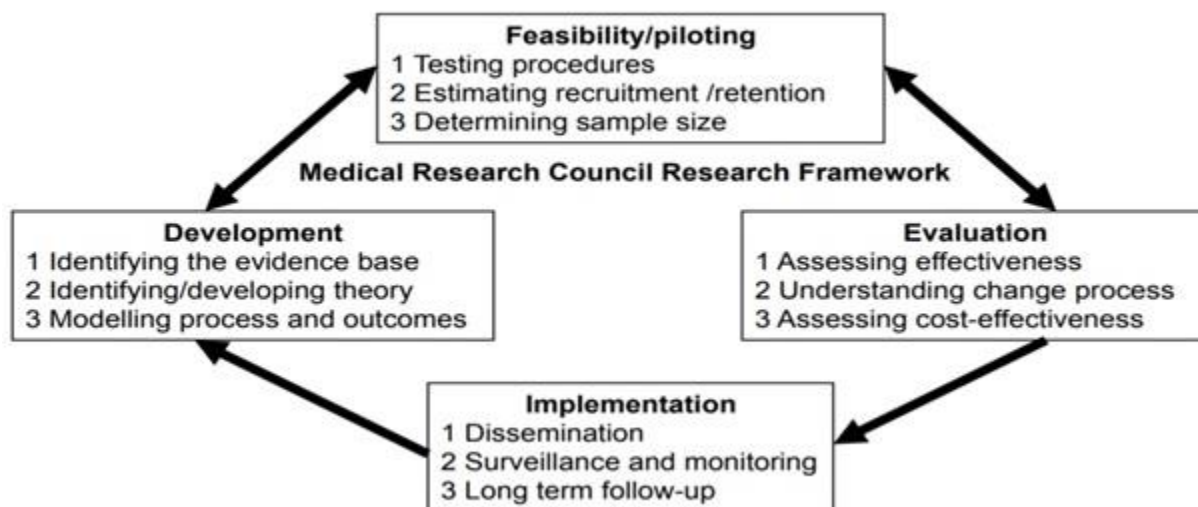 Feasibility/piloting
1 Testing procedures
2 Estimating recruitment /retention
3 Determining sample size
Medical Research Council Research Framework
Development
1 Identifying the evidence base
2 Identifying/developing theory
3 Modelling process and outcomes
Evaluation
1 Assessing effectiveness
2 Understanding change process
3 Assessing cost-effectiveness
Implementation
1 Dissemination
2 Surveillance and monitoring
3 Long term follow-up